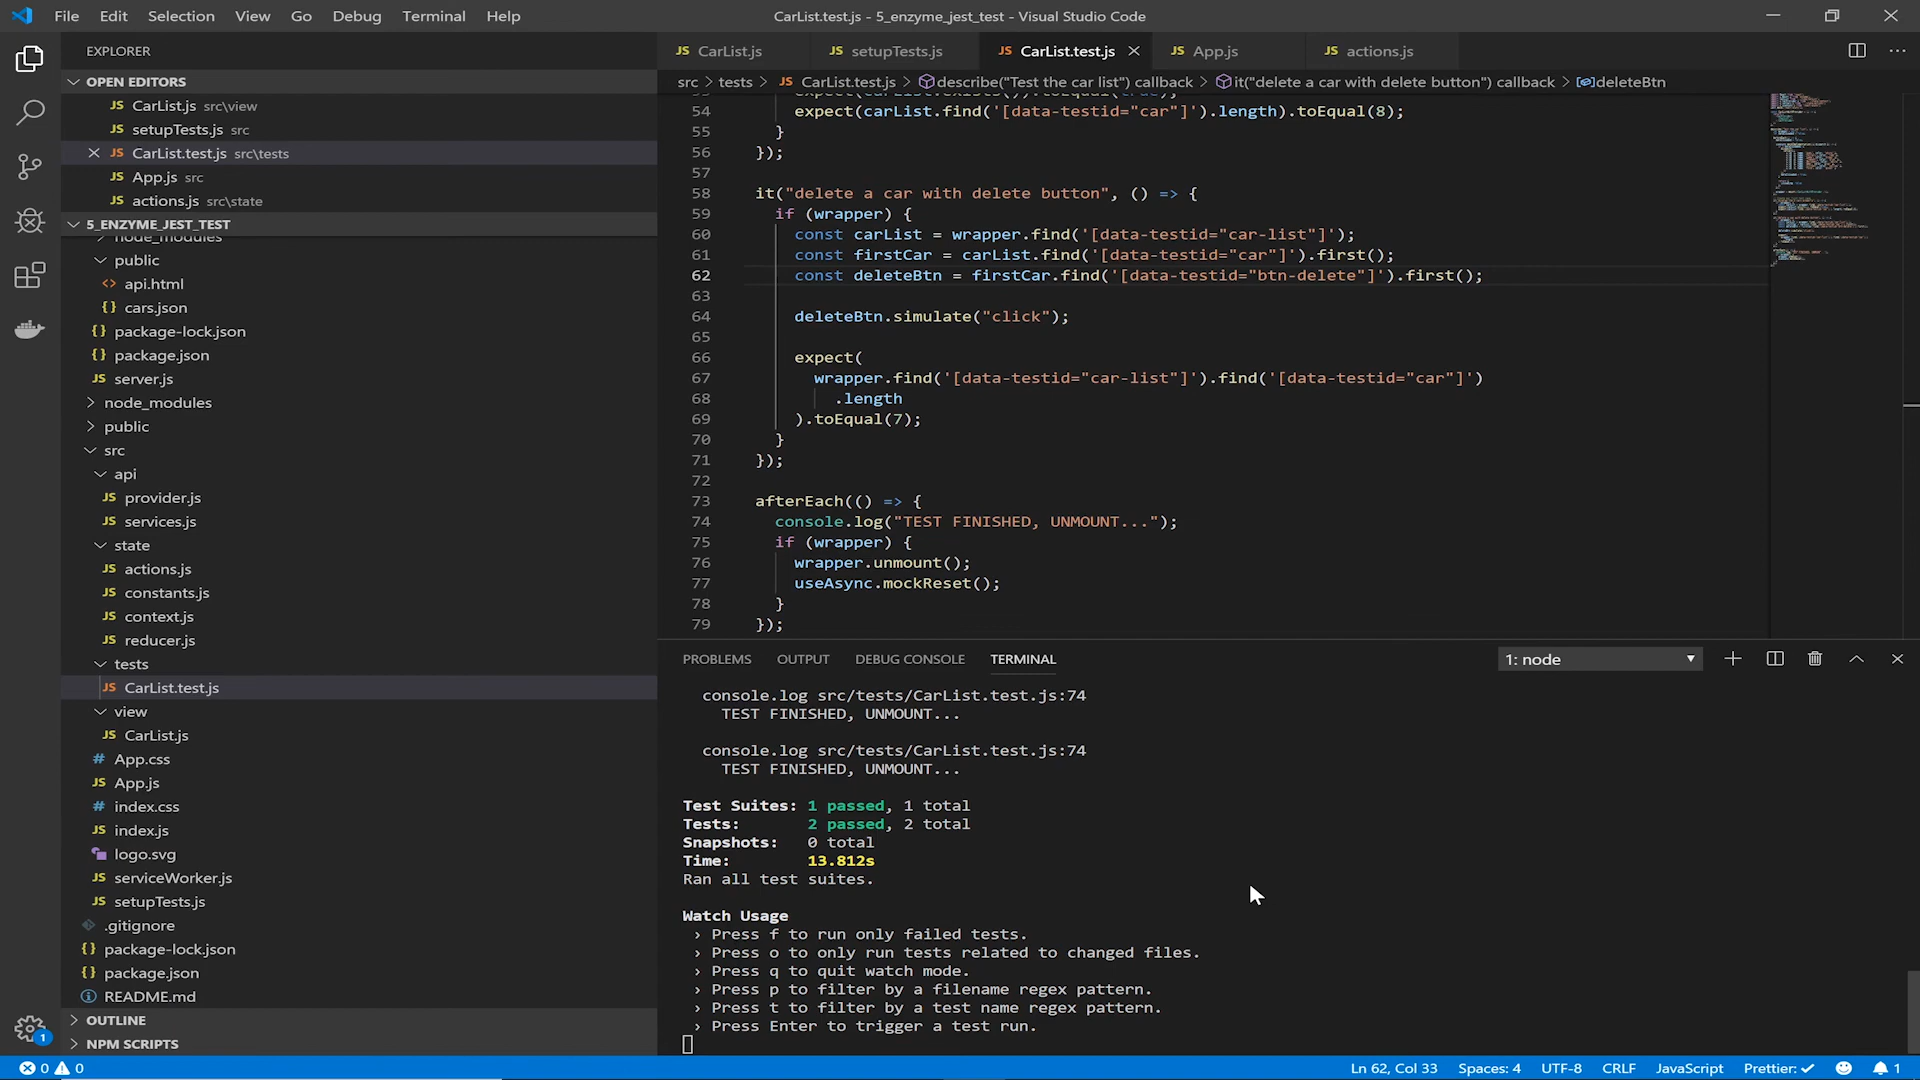 File Edit Selection View Go Debug Terminal Help
CarList.test.js - 5_enzyme_jest_test - Visual Studio Code
EXPLORER
OPEN EDITORS
JS CarList.js src\view
JS setupTests.js src
JS CarList.test.js src\tests
JS App.js src
JS actions.js src\state
5_ENZYME_JEST_TEST
node_modules
public
<> api.html
{} cars.json
{} package-lock.json
{} package.json
JS server.js
node_modules
public
src
api
JS provider.js
JS services.js
state
JS actions.js
JS constants.js
JS context.js
JS reducer.js
tests
JS CarList.test.js
view
JS CarList.js
# App.css
JS App.js
# index.css
JS index.js
logo.svg
JS serviceWorker.js
JS setupTests.js
.gitignore
{} package-lock.json
{} package.json
README.md
OUTLINE
NPM SCRIPTS
JS CarList.js JS setupTests.js JS CarList.test.js JS App.js JS actions.js
src > tests > JS CarList.test.js > describe("Test the car list") callback > it("delete a car with delete button") callback > deleteBtn
54 expect(carList.find('[data-testid="car"]').length).toEqual(8);
55 }
56 });
57
58 it("delete a car with delete button", () => {
59 if (wrapper) {
60 const carList = wrapper.find('[data-testid="car-list"]');
61 const firstCar = carList.find('[data-testid="car"]').first();
62 const deleteBtn = firstCar.find('[data-testid="btn-delete"]').first();
63
64 deleteBtn.simulate("click");
65
66 expect(
67 wrapper.find('[data-testid="car-list"]').find('[data-testid="car"]')
68 .length
69 ).toEqual(7);
70 }
71 });
72
73 afterEach(() => {
74 console.log("TEST FINISHED, UNMOUNT...");
75 if (wrapper) {
76 wrapper.unmount();
77 useAsync.mockReset();
78 }
79 });
PROBLEMS OUTPUT DEBUG CONSOLE TERMINAL 1: node
console.log src/tests/CarList.test.js:74
TEST FINISHED, UNMOUNT...
console.log src/tests/CarList.test.js:74
TEST FINISHED, UNMOUNT...
Test Suites: 1 passed, 1 total
Tests: 2 passed, 2 total
Snapshots: 0 total
Time: 13.812s
Ran all test suites.
Watch Usage
› Press f to run only failed tests.
› Press o to only run tests related to changed files.
› Press q to quit watch mode.
› Press p to filter by a filename regex pattern.
› Press t to filter by a test name regex pattern.
› Press Enter to trigger a test run.
1
0 0 Ln 62, Col 33 Spaces: 4 UTF-8 CRLF JavaScript Prettier: ✓ 1